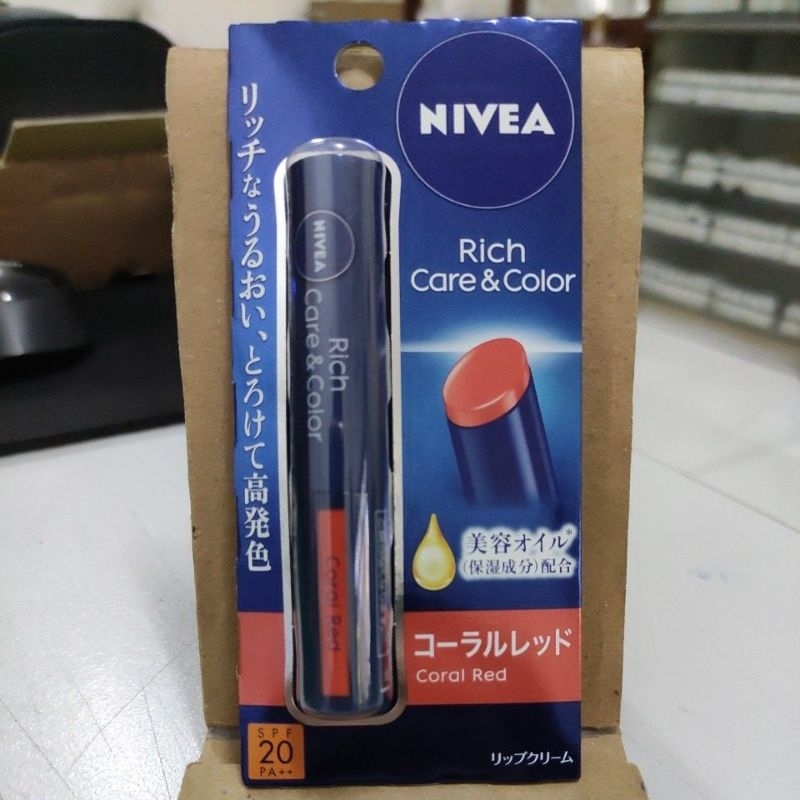 NIVEA
Rich
Care & Color
リッチなうるおい、とろけて高発色
NIVEA
Rich
Care & Color
Coral Red
美容オイル*
(保湿成分)配合
コーラルレッド
Coral Red
SPF
20
PA++
リップクリーム